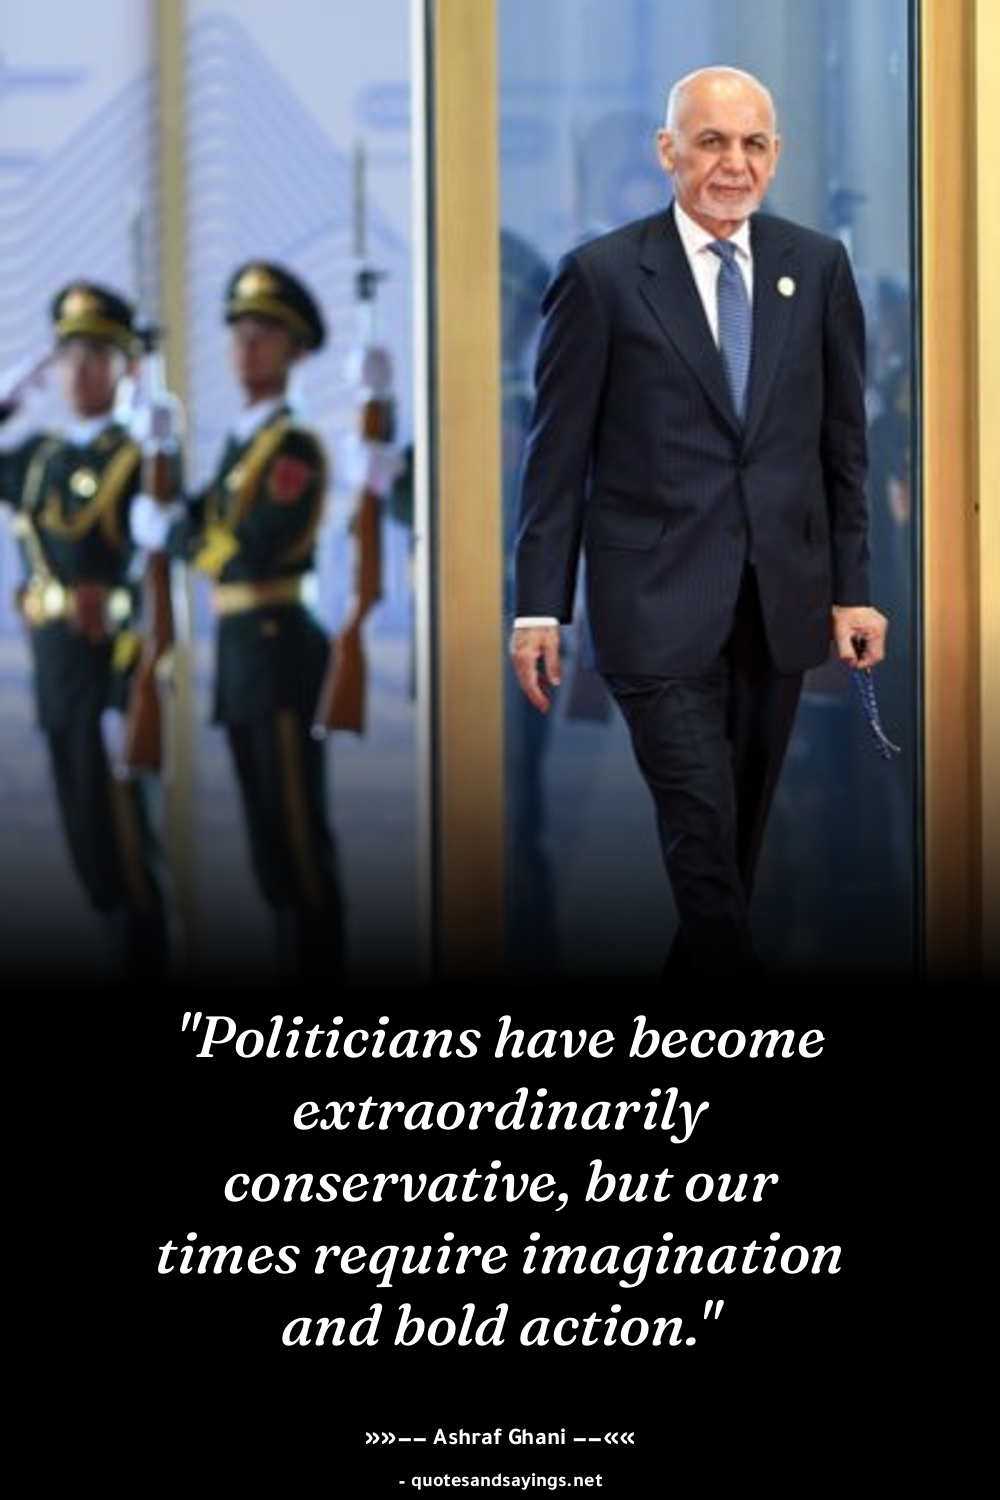 "Politicians have become
extraordinarily
conservative, but our
times require imagination
and bold action."
»»–– Ashraf Ghani ––««
- quotesandsayings.net